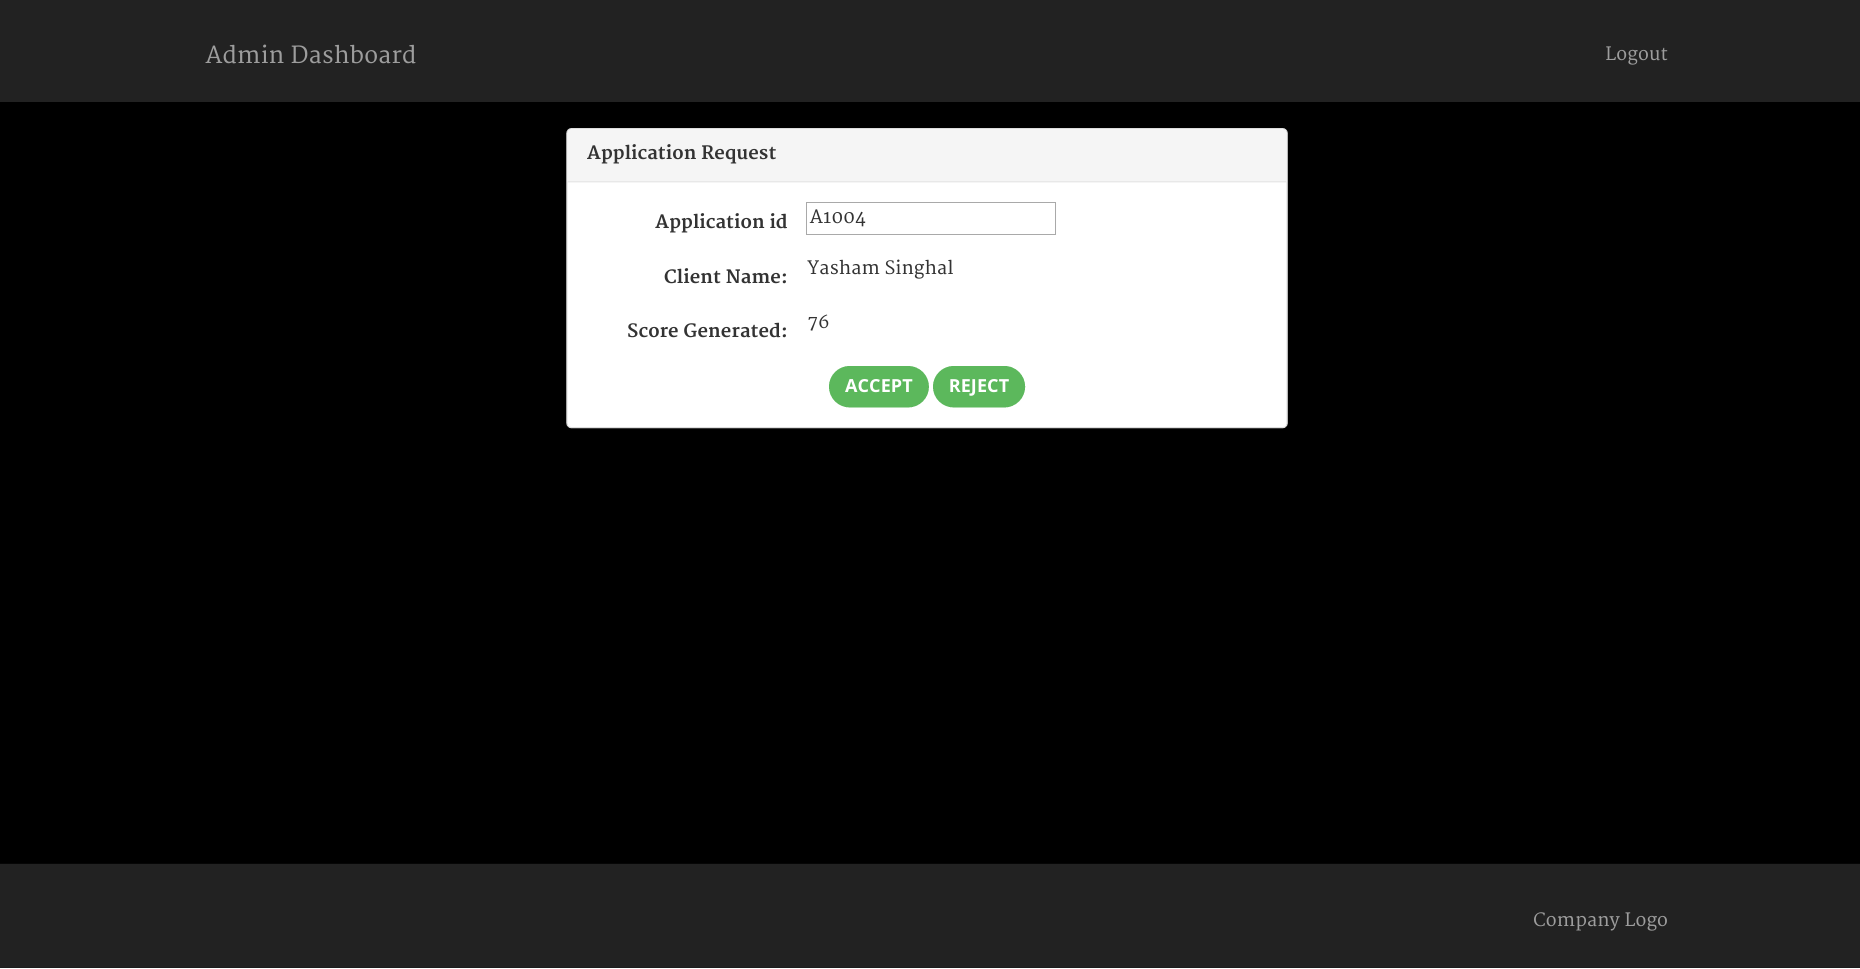 Admin Dashboard
Logout
Application Request
Application id A1004
Client Name: Yasham Singhal
Score Generated: 76
ACCEPT REJECT
Company Logo